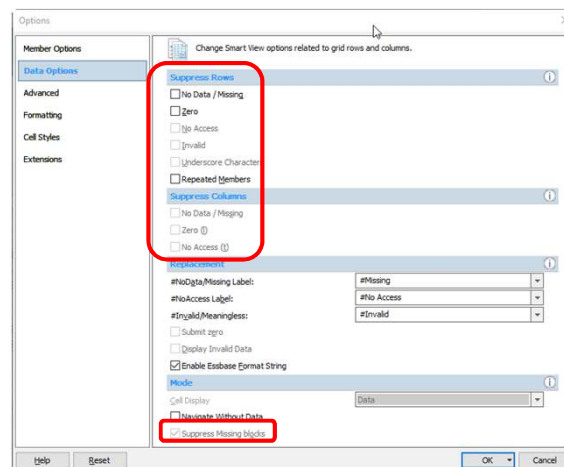 Options
Member Options
Data Options
Advanced
Formatting
Cell Styles
Extensions
Change Smart View options related to grid rows and columns.
Suppress Rows
No Data / Missing
Zero
No Access
Invalid
Underscore Character
Repeated Members
Suppress Columns
No Data / Missing
Zero (I)
No Access (t)
Replacement
#NoData/Missing Label: #Missing
#NoAccess Label: #No Access
#Invalid/Meaningless: #Invalid
Submit zero
Display Invalid Data
Enable Essbase Format String
Mode
Cell Display Data
Navigate Without Data
Suppress Missing blocks
Help Reset OK Cancel